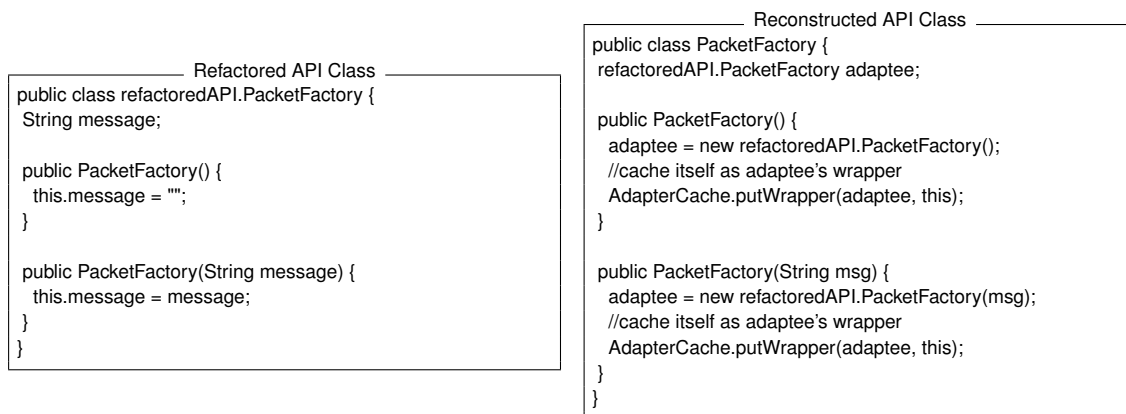 Refactored API Class
public class refactoredAPI.PacketFactory {
String message;
public PacketFactory() {
this.message = "";
}
public PacketFactory(String message) {
this.message = message;
}
}
Reconstructed API Class
public class PacketFactory {
refactoredAPI.PacketFactory adaptee;
public PacketFactory() {
adaptee = new refactoredAPI.PacketFactory();
//cache itself as adaptee's wrapper
AdapterCache.putWrapper(adaptee, this);
}
public PacketFactory(String msg) {
adaptee = new refactoredAPI.PacketFactory(msg);
//cache itself as adaptee's wrapper
AdapterCache.putWrapper(adaptee, this);
}
}